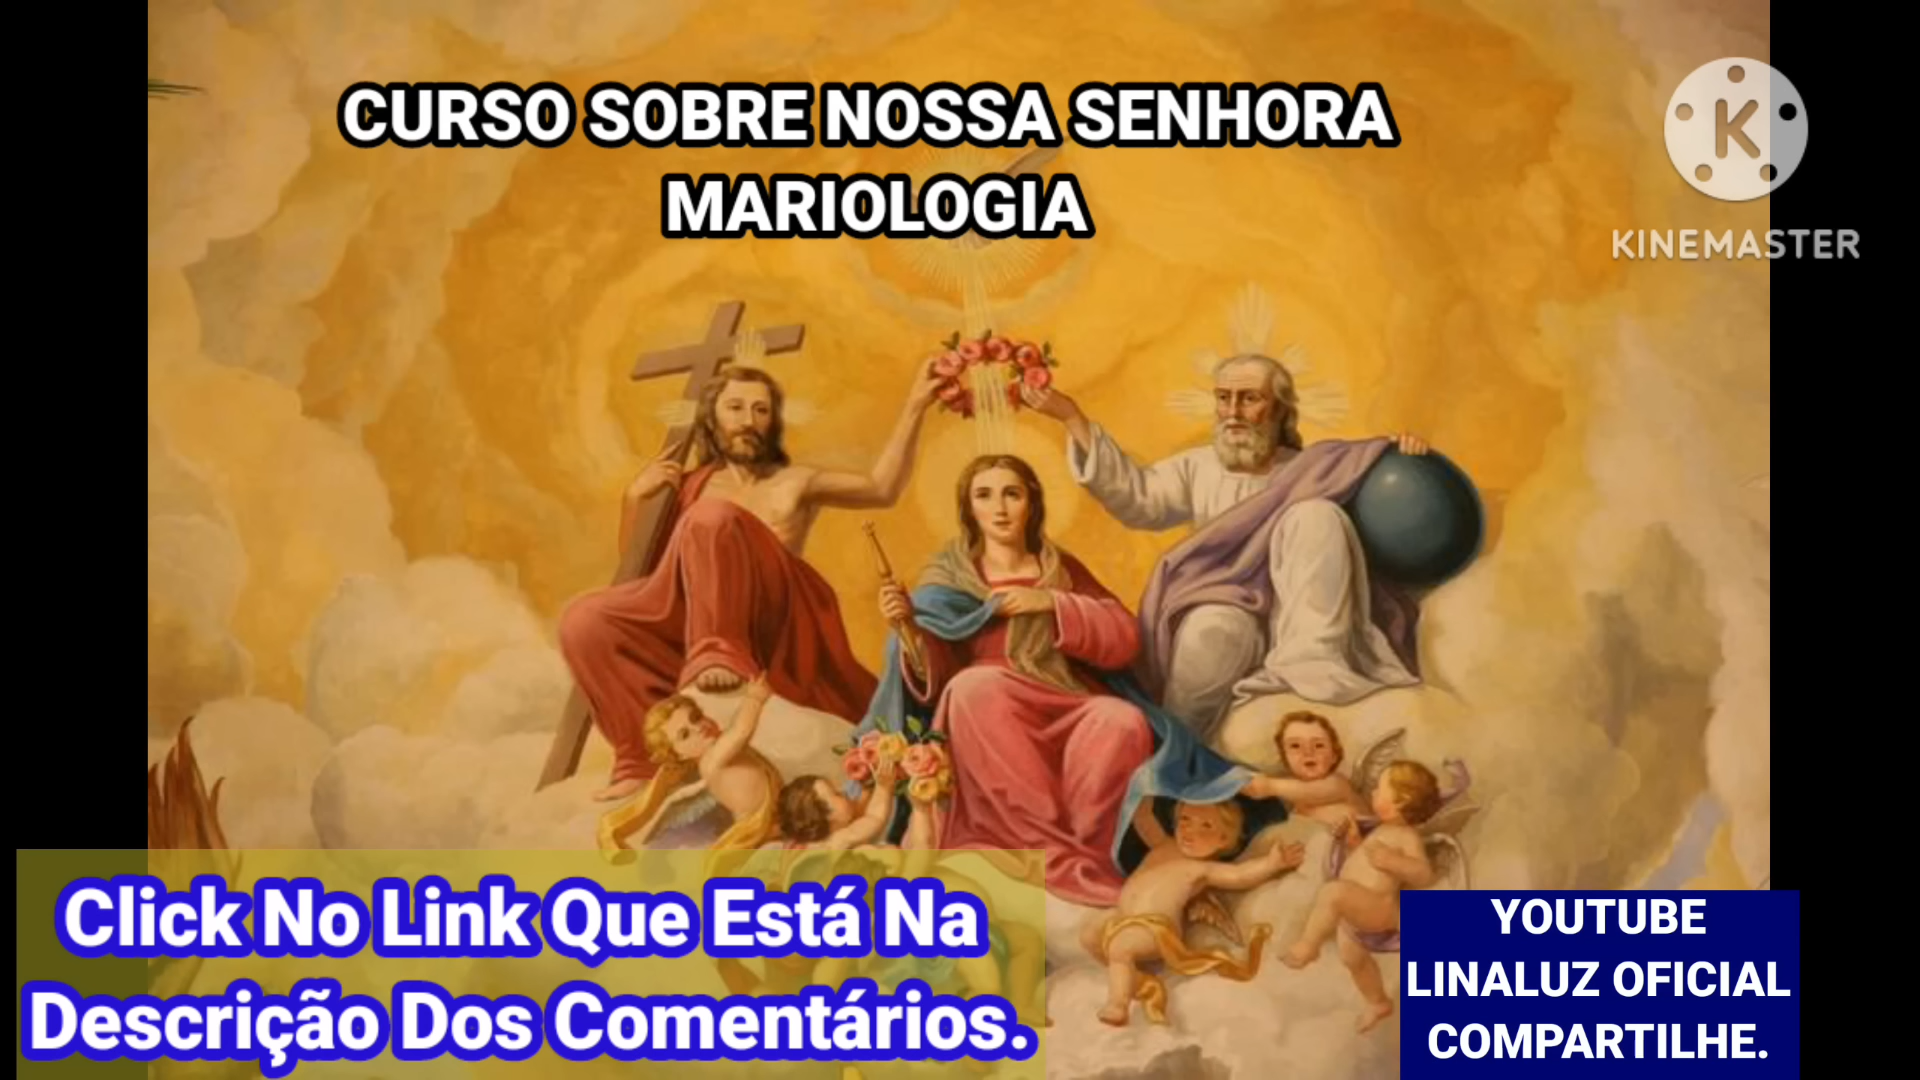 CURSO SOBRE NOSSA SENHORA
MARIOLOGIA
K
KINEMASTER
Click No Link Que Está Na
Descrição Dos Comentários.
YOUTUBE
LINALUZ OFICIAL
COMPARTILHE.